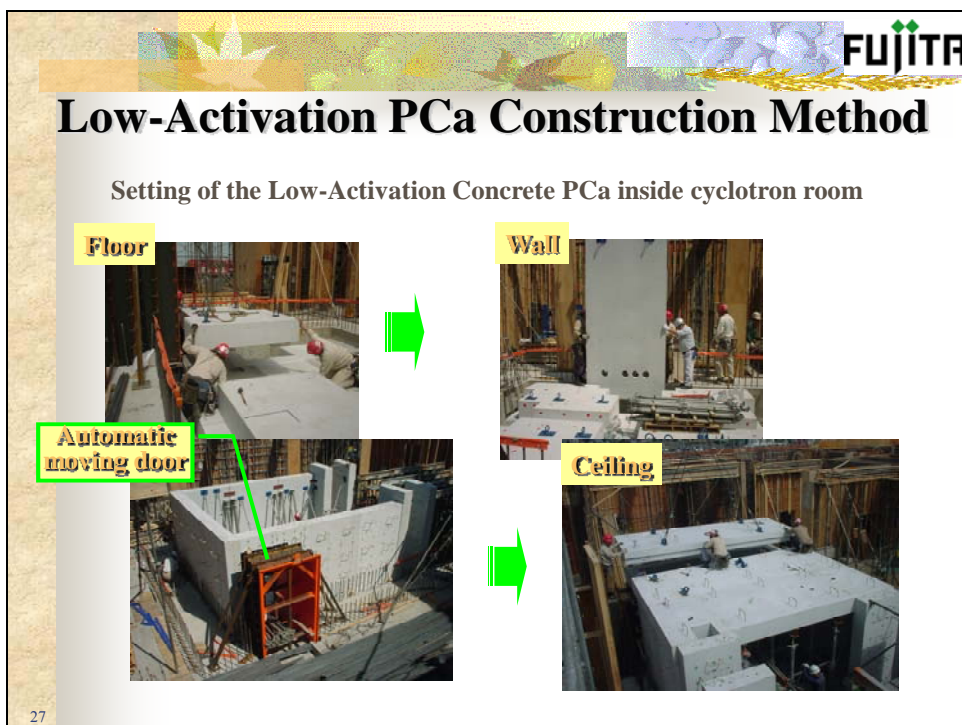 FUJITA
Low-Activation PCa Construction Method
Setting of the Low-Activation Concrete PCa inside cyclotron room
Floor
Wall
Automatic
moving door
Ceiling
27